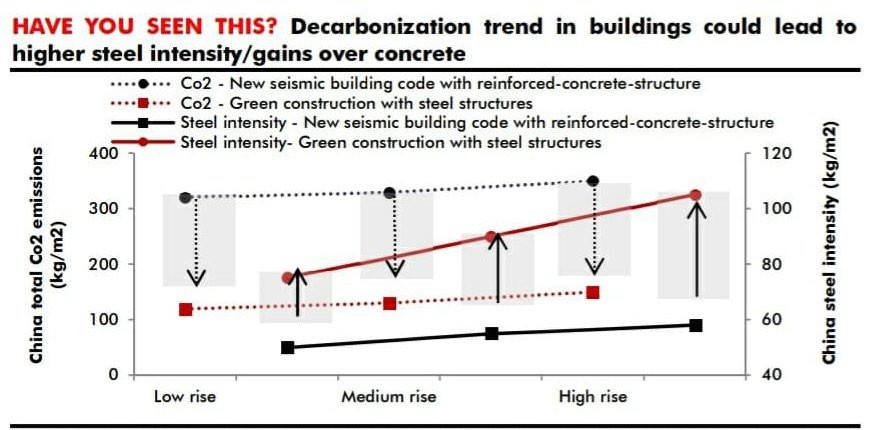 HAVE YOU SEEN THIS? Decarbonization trend in buildings could lead to
higher steel intensity/gains over concrete
Co2 - New seismic building code with reinforced-concrete-structure
Co2 - Green construction with steel structures
Steel intensity - New seismic building code with reinforced-concrete-structure
Steel intensity- Green construction with steel structures
China total Co2 emissions
(kg/m2)
400
300
200
100
0
120
100
80
60
40
China steel intensity (kg/m2)
Low rise
Medium rise
High rise